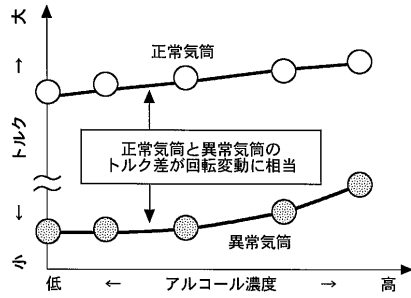 大
↑
トルク
↓
小
正常気筒
正常気筒と異常気筒の
トルク差が回転変動に相当
異常気筒
低 ← アルコール濃度 → 高